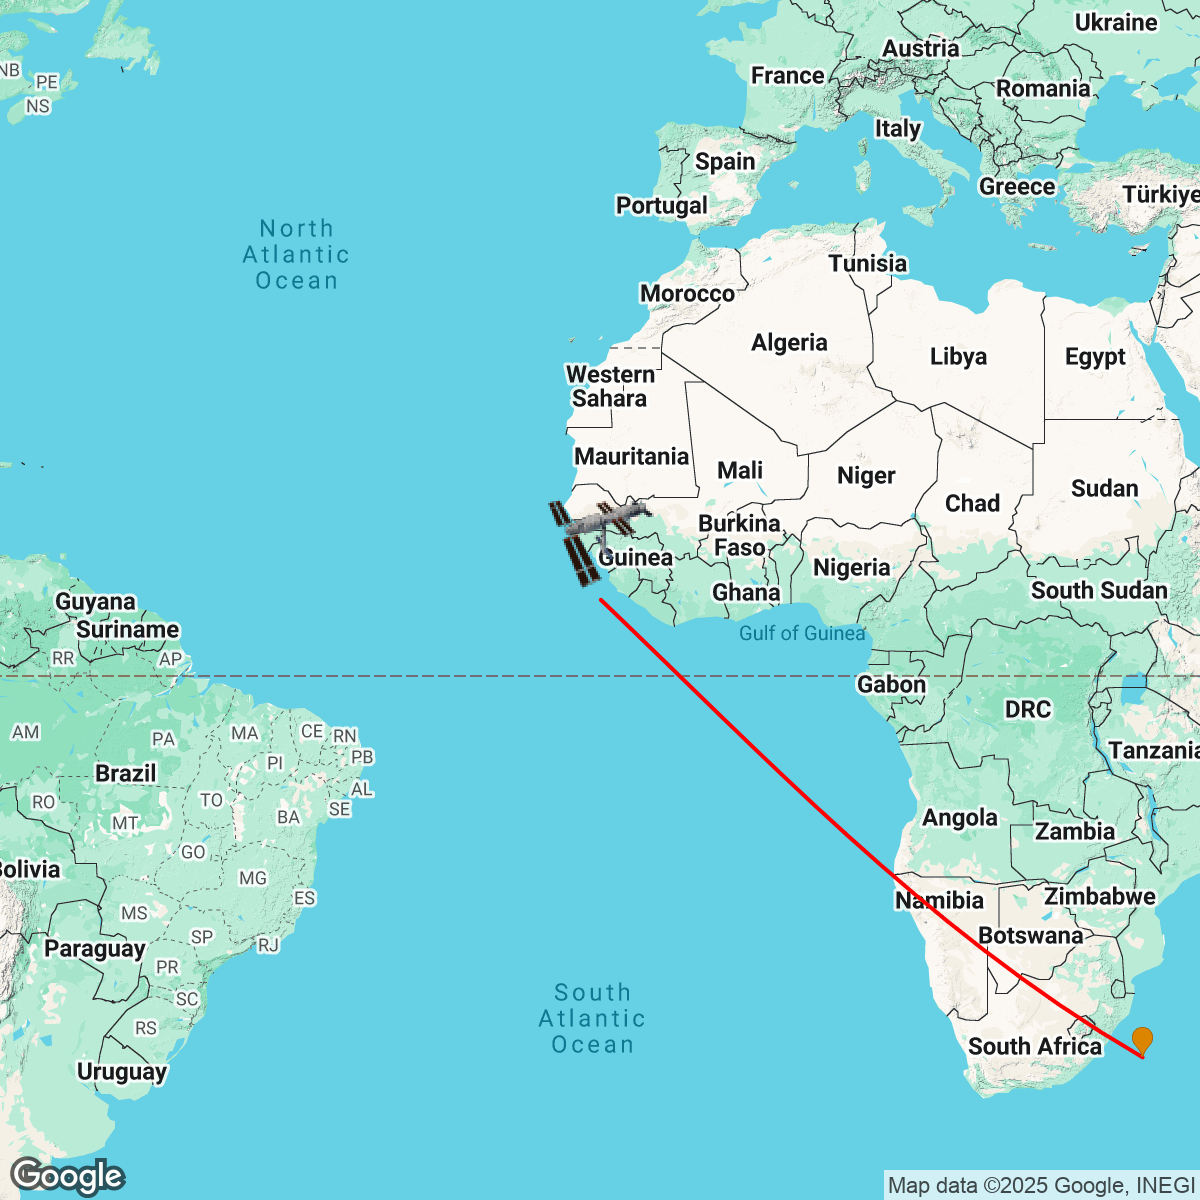 Ukraine
Austria
France
Romania
NB
PE
NS
Italy
Spain
Greece
Türkiye
Portugal
North
Atlantic
Ocean
Tunisia
Morocco
Algeria
Libya
Egypt
Western
Sahara
Mauritania
Mali
Niger
Sudan
Chad
Burkina
Faso
Guinea
Nigeria
Ghana
South Sudan
Guyana
Suriname
Gulf of Guinea
RR
AP
Gabon
DRC
AM
PA
MA
CE
RN
PI
PB
Tanzania
Brazil
AL
RO
TO
SE
MT
BA
Angola
Zambia
GO
Bolivia
MG
ES
Namibia
Zimbabwe
MS
SP
RJ
Botswana
Paraguay
PR
SC
South
Atlantic
Ocean
RS
South Africa
Uruguay
Google
Map data ©2025 Google, INEGI